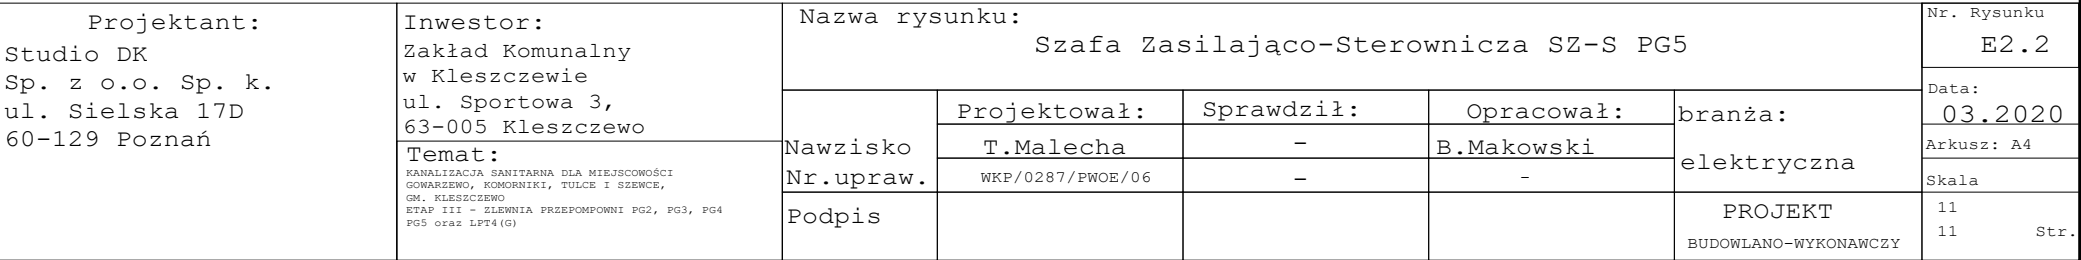 Projektant:
Studio DK
Sp. z o.o. Sp. k.
ul. Sielska 17D
60-129 Poznań
Inwestor:
Zakład Komunalny
w Kleszczewie
ul. Sportowa 3,
63-005 Kleszczewo
Temat:
KANALIZACJA SANITARNA DLA MIEJSCOWOŚCI
GOWARZEWO, KOMORNIKI, TULCE I SZEWCE,
GM. KLESZCZEWO
ETAP III - ZLEWNIA PRZEPOMPOWNI PG2, PG3, PG4
PG5 oraz LPT4(G)
Nazwa rysunku:
Szafa Zasilająco-Sterownicza SZ-S PG5
Projektował: Sprawdził: Opracował:
Nawzisko T.Malecha - B.Makowski
Nr.upraw. WKP/0287/PWOE/06 - -
Podpis
branża:
elektryczna
PROJEKT
BUDOWLANO-WYKONAWCZY
Nr. Rysunku
E2.2
Data:
03.2020
Arkusz: A4
Skala
11
11 Str.